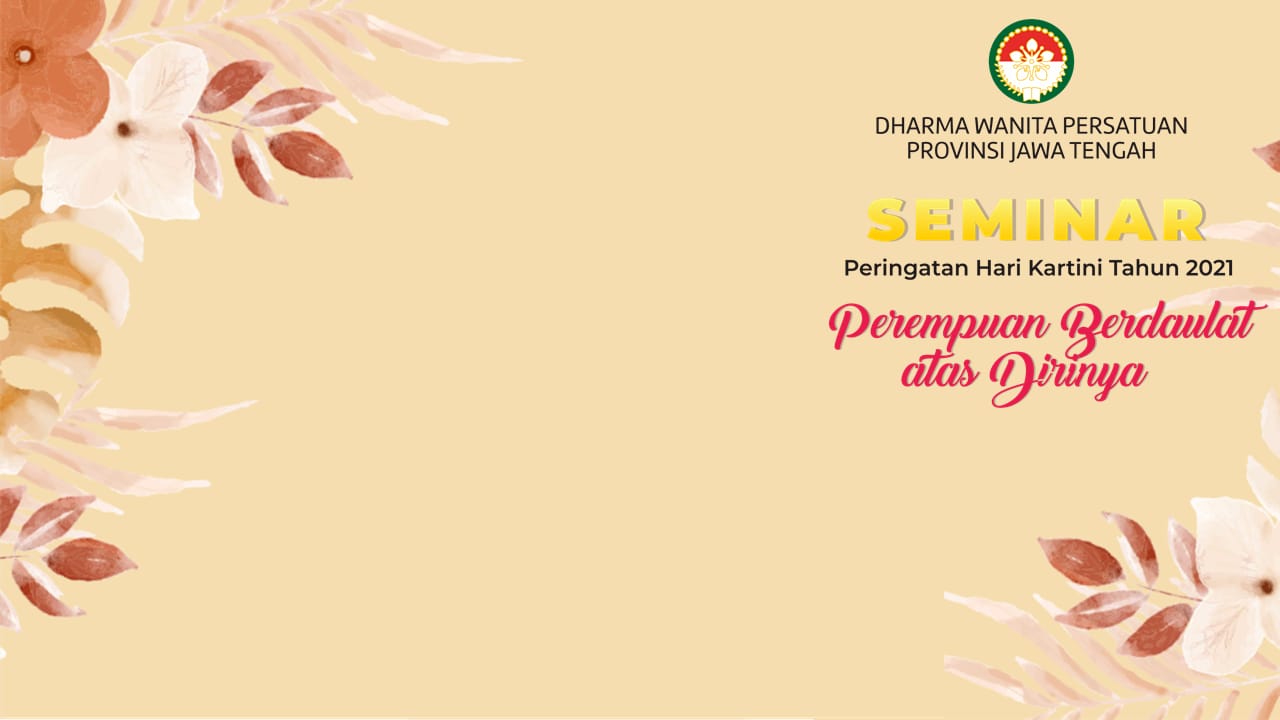 DHARMA WANITA PERSATUAN
PROVINSI JAWA TENGAH
SEMINAR
Peringatan Hari Kartini Tahun 2021
Perempuan Berdaulat
atas Dirinya